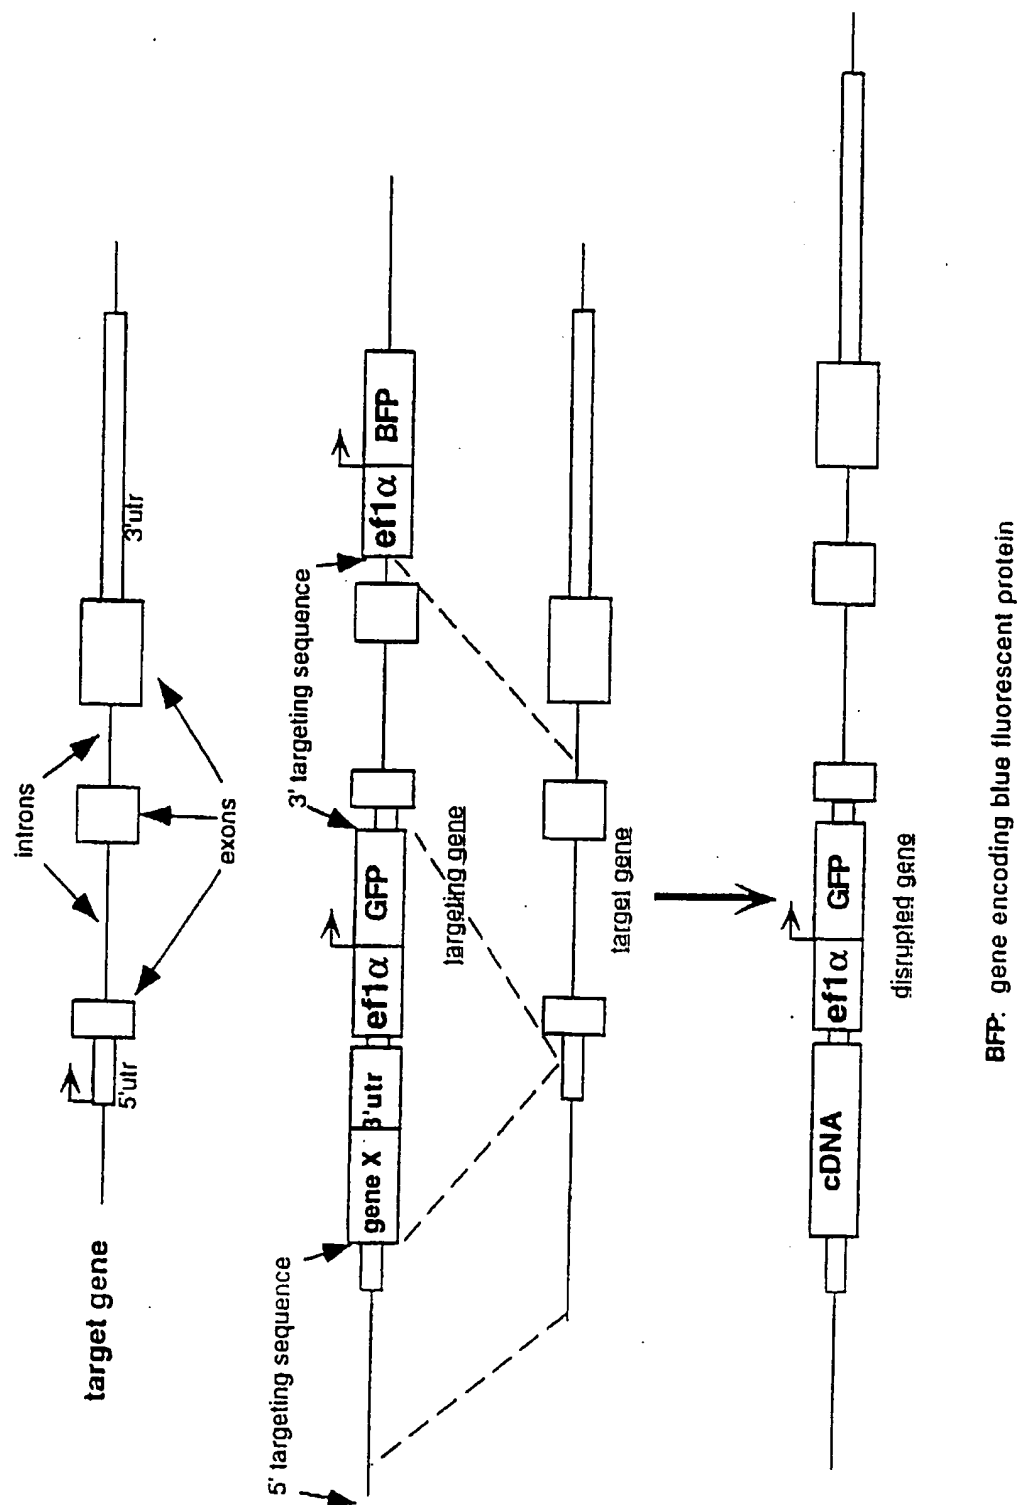 target gene
introns
5'utr
3'utr
exons
5' targeting sequence
3' targeting sequence
gene X
3'utr
ef1α
GFP
ef1α
BFP
targeting gene
target gene
cDNA
ef1α
GFP
disrupted gene
BFP: gene encoding blue fluorescent protein